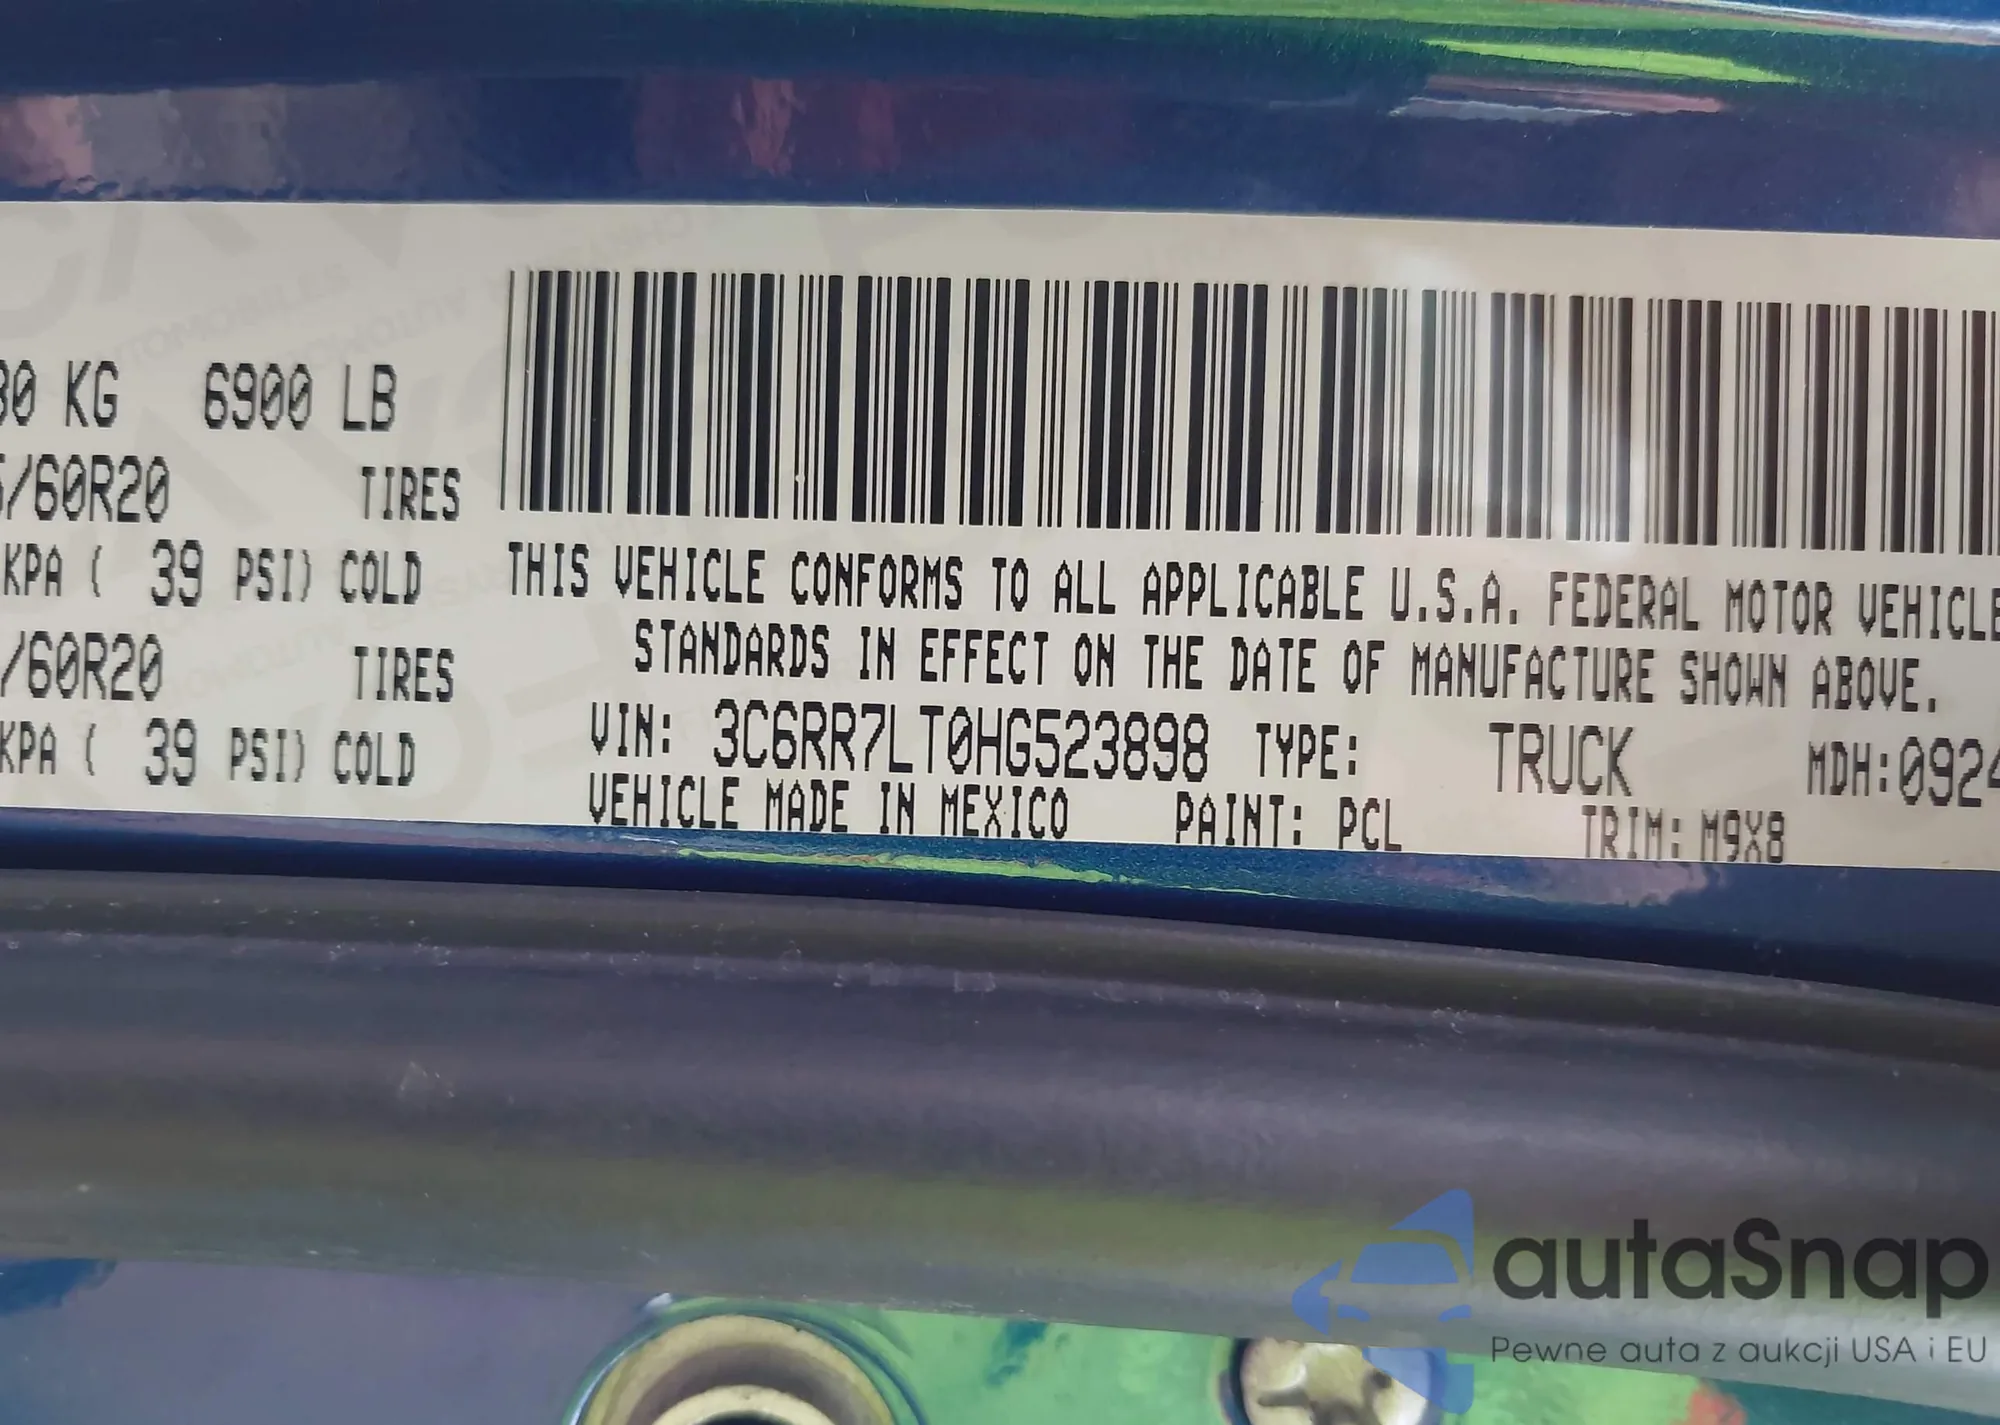 30 KG 6900 LB
5/60R20 TIRES
KPA ( 39 PSI) COLD
/60R20 TIRES
KPA ( 39 PSI) COLD
THIS VEHICLE CONFORMS TO ALL APPLICABLE U.S.A. FEDERAL MOTOR VEHICLE
STANDARDS IN EFFECT ON THE DATE OF MANUFACTURE SHOWN ABOVE.
VIN: 3C6RR7LT0HG523898 TYPE: TRUCK MDH:0924
VEHICLE MADE IN MEXICO PAINT: PCL TRIM: M9X8
autaSnap
Pewne auta z aukcji USA i EU